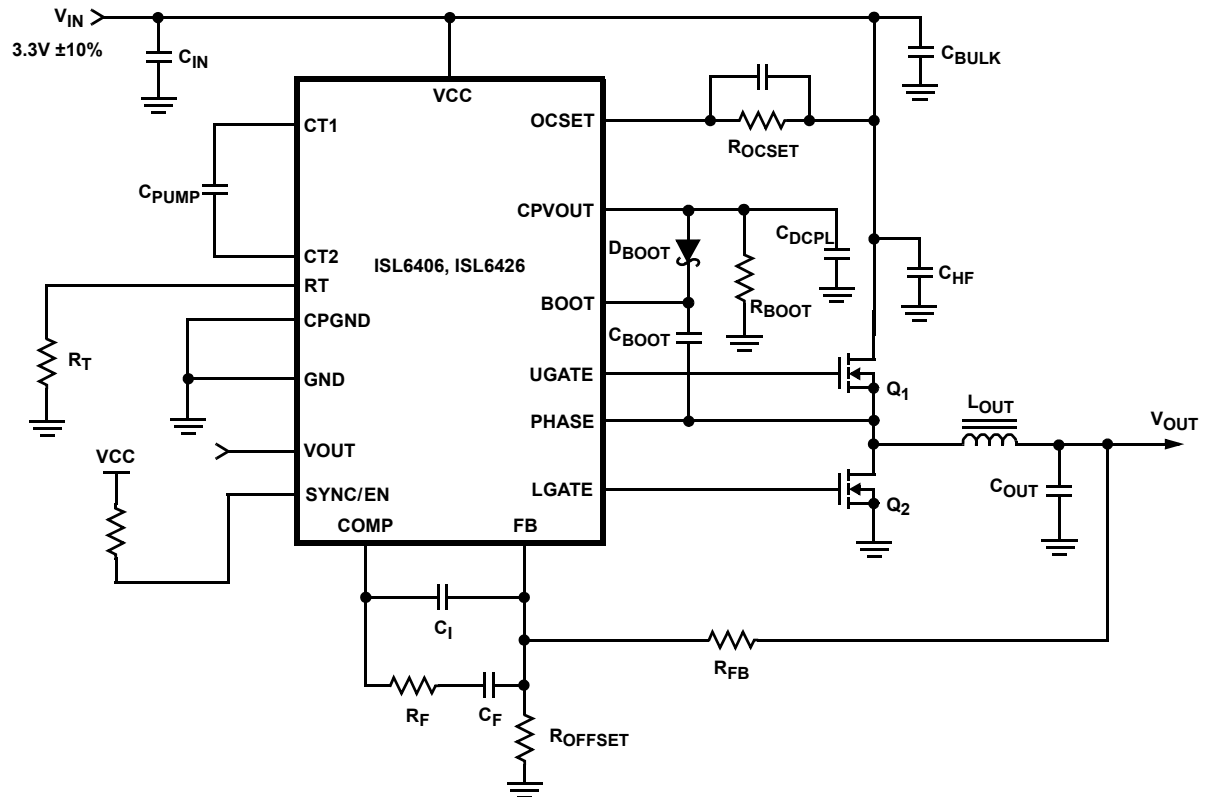 VIN
3.3V ±10%
CIN
CBULK
VCC
CT1
OCSET
ROCSET
CPUMP
CPVOUT
CDCPL
DBOOT
CT2
ISL6406, ISL6426
RT
BOOT
RBOOT
CHF
CPGND
CBOOT
RT
GND
UGATE
Q1
PHASE
LOUT
VOUT
VCC
VOUT
SYNC/EN
LGATE
Q2
COUT
COMP
FB
CI
RFB
RF
CF
ROFFSET